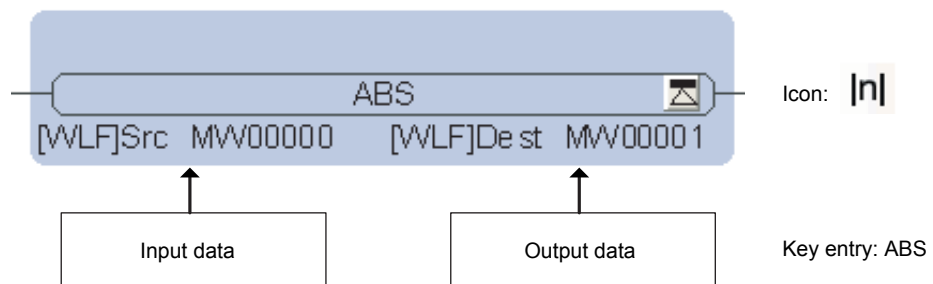 ABS
[WLF]Src MW00000 [WLF]Dest MW00001
Icon: |n|
Input data
Output data
Key entry: ABS